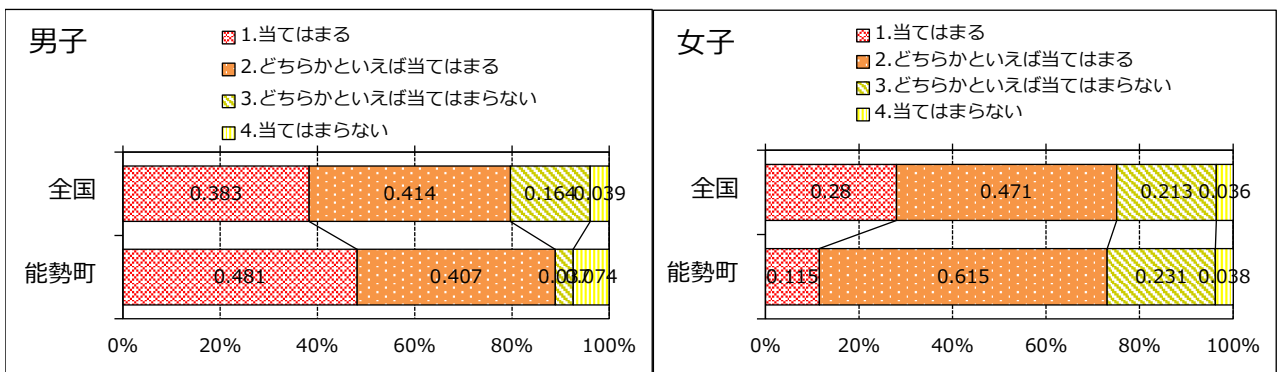 男子
1.当てはまる
2.どちらかといえば当てはまる
3.どちらかといえば当てはまらない
4.当てはまらない
全国
0.383 0.414 0.164 0.039
能勢町
0.481 0.407 0.037 0.074
0% 20% 40% 60% 80% 100%
女子
1.当てはまる
2.どちらかといえば当てはまる
3.どちらかといえば当てはまらない
4.当てはまらない
全国
0.28 0.471 0.213 0.036
能勢町
0.115 0.615 0.231 0.038
0% 20% 40% 60% 80% 100%